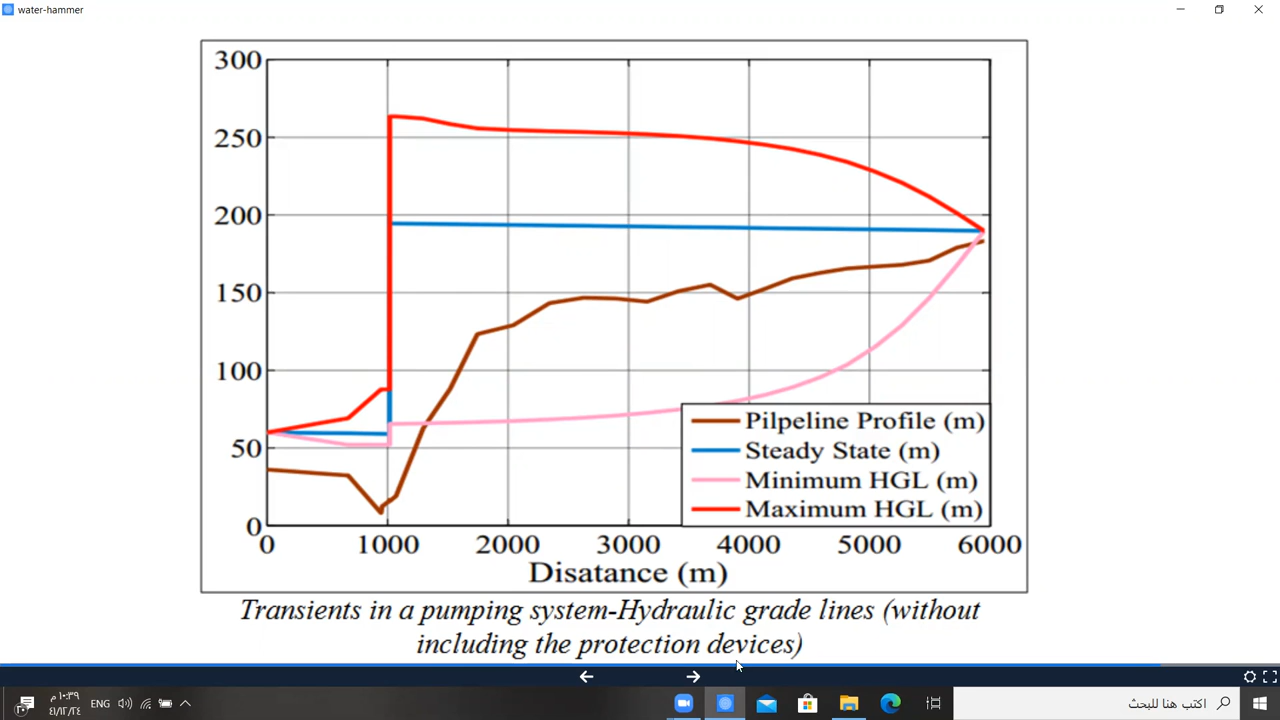 water-hammer
300
250
200
150
100
50
0
0 1000 2000 3000 4000 5000 6000
Disatance (m)
Pilpeline Profile (m)
Steady State (m)
Minimum HGL (m)
Maximum HGL (m)
Transients in a pumping system-Hydraulic grade lines (without
including the protection devices)
١٠:٣٩ م
ENG
اكتب هنا للبحث